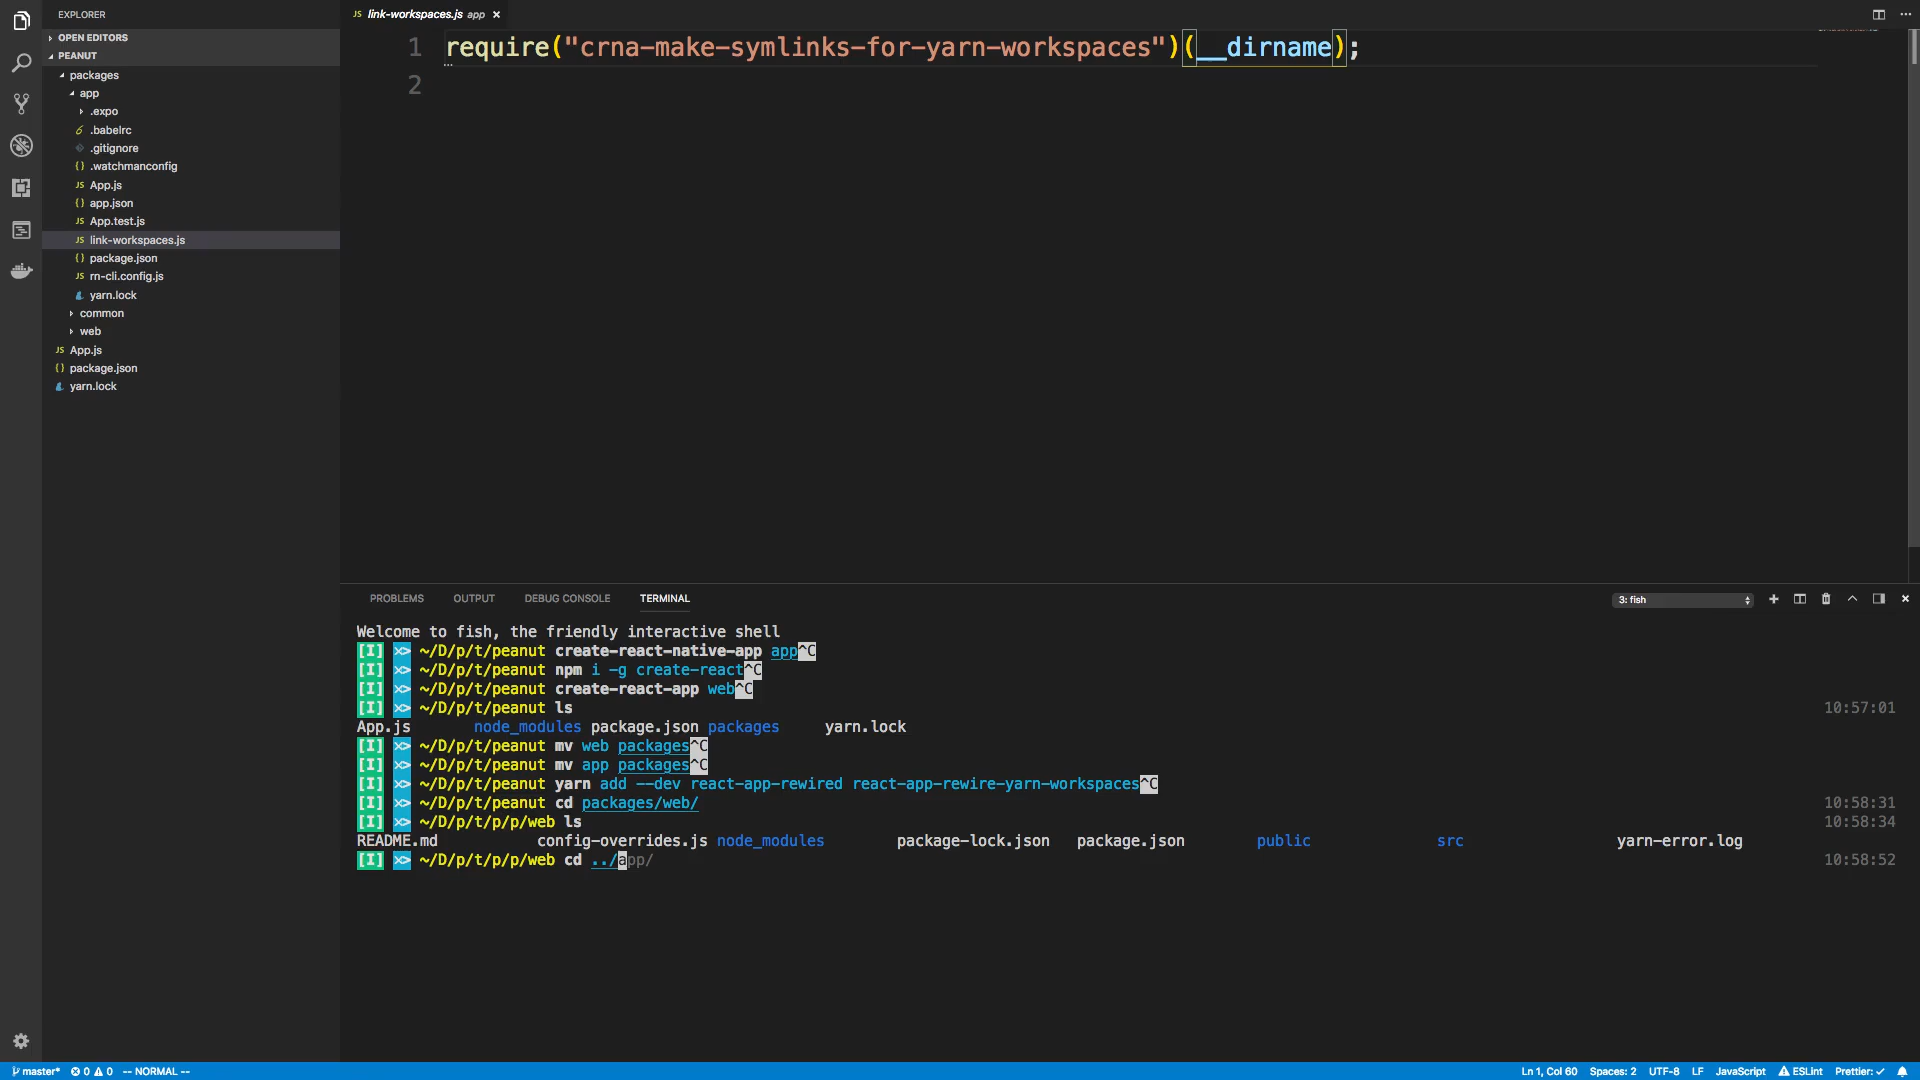 EXPLORER
OPEN EDITORS
PEANUT
packages
app
.expo
.babelrc
.gitignore
.watchmanconfig
JS App.js
{} app.json
JS App.test.js
JS link-workspaces.js
{} package.json
JS rn-cli.config.js
yarn.lock
common
web
JS App.js
{} package.json
yarn.lock
JS link-workspaces.js app
1 require("crna-make-symlinks-for-yarn-workspaces")(__dirname);
2
PROBLEMS OUTPUT DEBUG CONSOLE TERMINAL 3: fish
Welcome to fish, the friendly interactive shell
[I] >> ~/D/p/t/peanut create-react-native-app app^C
[I] >> ~/D/p/t/peanut npm i -g create-react^C
[I] >> ~/D/p/t/peanut create-react-app web^C
[I] >> ~/D/p/t/peanut ls 10:57:01
App.js node_modules package.json packages yarn.lock
[I] >> ~/D/p/t/peanut mv web packages^C
[I] >> ~/D/p/t/peanut mv app packages^C
[I] >> ~/D/p/t/peanut yarn add --dev react-app-rewired react-app-rewire-yarn-workspaces^C
[I] >> ~/D/p/t/peanut cd packages/web/ 10:58:31
[I] >> ~/D/p/t/p/p/web ls 10:58:34
README.md config-overrides.js node_modules package-lock.json package.json public src yarn-error.log
[I] >> ~/D/p/t/p/p/web cd ../app/ 10:58:52
master* 0 0 -- NORMAL -- Ln 1, Col 60 Spaces: 2 UTF-8 LF JavaScript ESLint Prettier: ✓